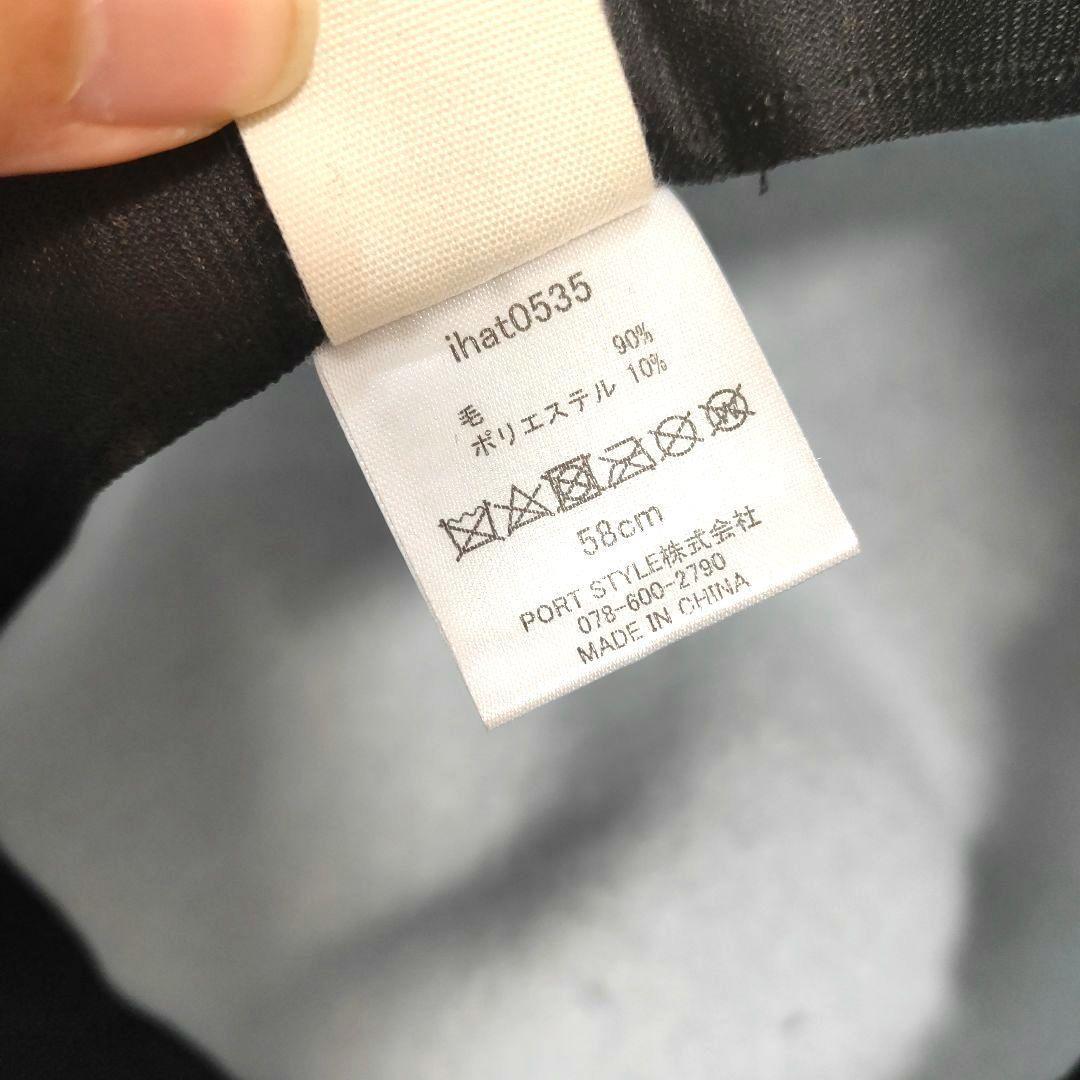 ihat0535
毛 90%
ポリエステル 10%
58cm
PORT STYLE株式会社
078-600-2790
MADE IN CHINA